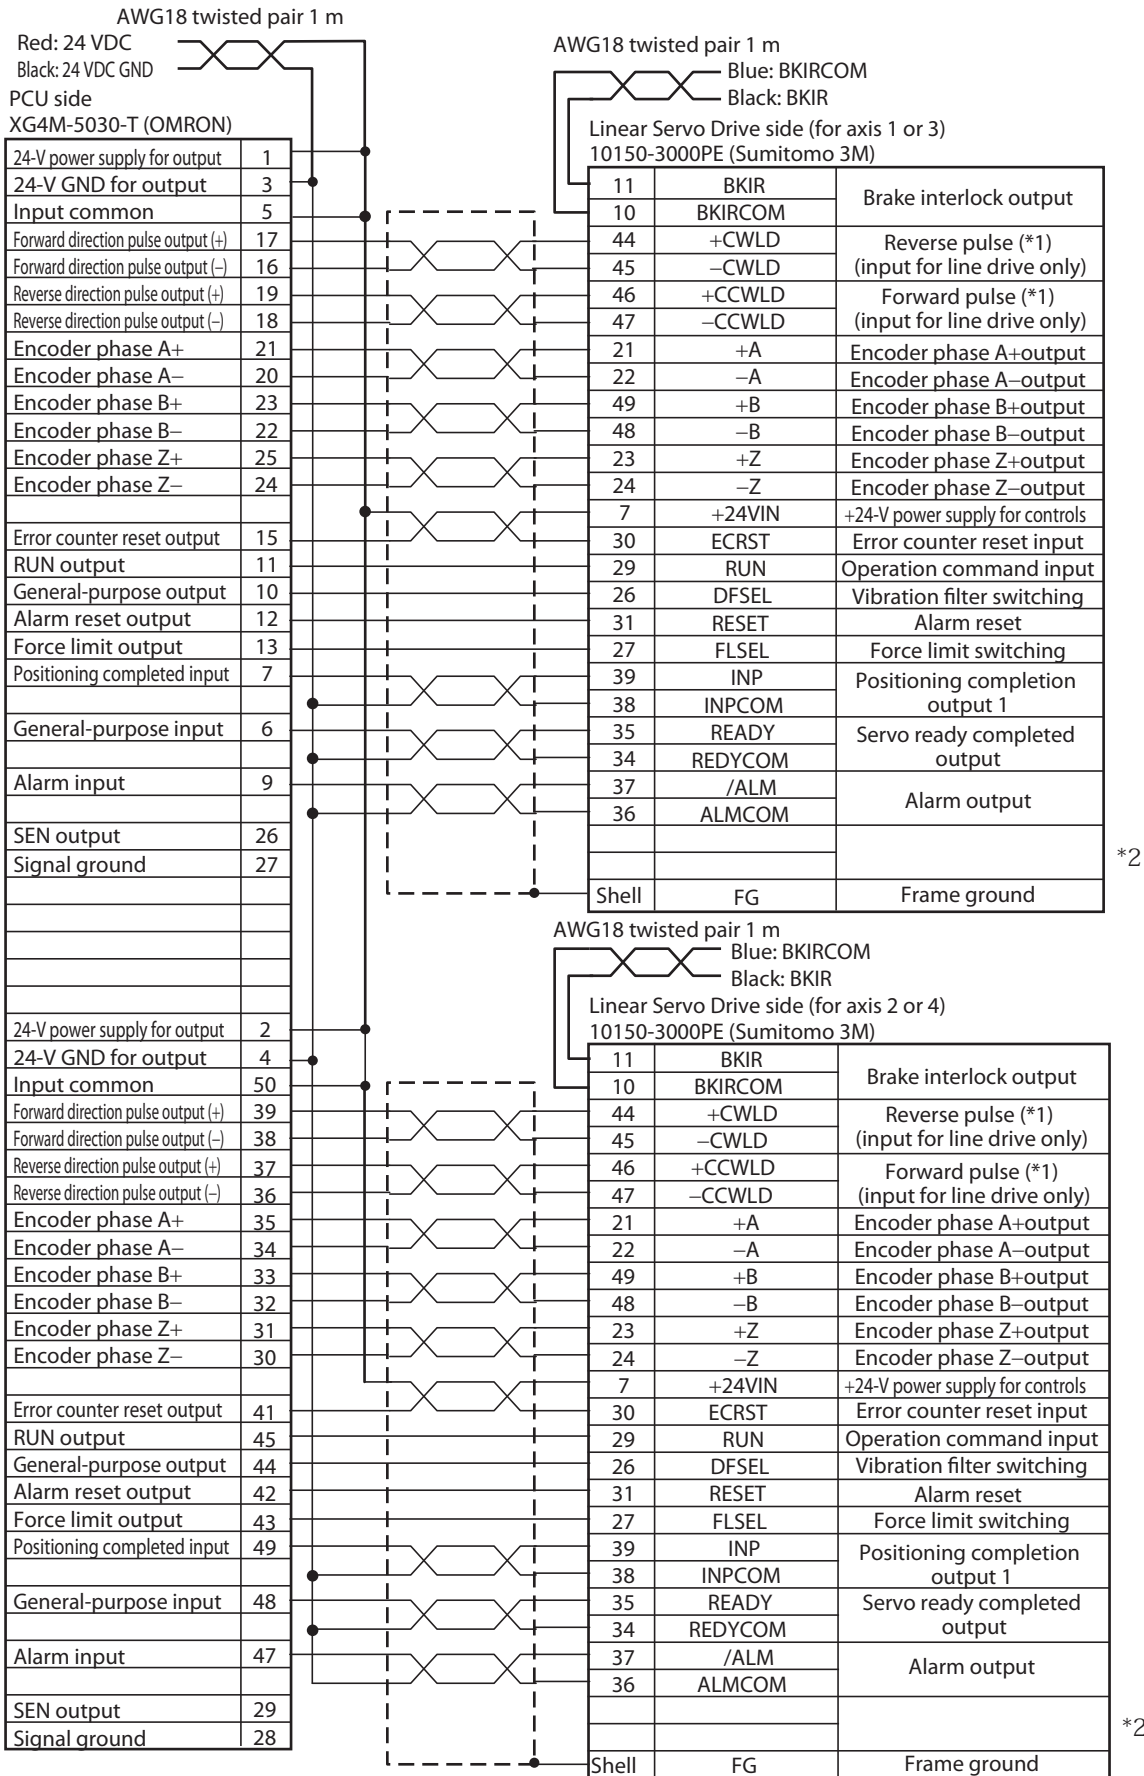 AWG18 twisted pair 1 m
Red: 24 VDC
Black: 24 VDC GND
PCU side
XG4M-5030-T (OMRON)
24-V power supply for output 1
24-V GND for output 3
Input common 5
Forward direction pulse output (+) 17
Forward direction pulse output (−) 16
Reverse direction pulse output (+) 19
Reverse direction pulse output (−) 18
Encoder phase A+ 21
Encoder phase A− 20
Encoder phase B+ 23
Encoder phase B− 22
Encoder phase Z+ 25
Encoder phase Z− 24
Error counter reset output 15
RUN output 11
General-purpose output 10
Alarm reset output 12
Force limit output 13
Positioning completed input 7
General-purpose input 6
Alarm input 9
SEN output 26
Signal ground 27
24-V power supply for output 2
24-V GND for output 4
Input common 50
Forward direction pulse output (+) 39
Forward direction pulse output (−) 38
Reverse direction pulse output (+) 37
Reverse direction pulse output (−) 36
Encoder phase A+ 35
Encoder phase A− 34
Encoder phase B+ 33
Encoder phase B− 32
Encoder phase Z+ 31
Encoder phase Z− 30
Error counter reset output 41
RUN output 45
General-purpose output 44
Alarm reset output 42
Force limit output 43
Positioning completed input 49
General-purpose input 48
Alarm input 47
SEN output 29
Signal ground 28
AWG18 twisted pair 1 m
Blue: BKIRCOM
Black: BKIR
Linear Servo Drive side (for axis 1 or 3)
10150-3000PE (Sumitomo 3M)
11 BKIR Brake interlock output
10 BKIRCOM
44 +CWLD Reverse pulse (*1)
45 −CWLD (input for line drive only)
46 +CCWLD Forward pulse (*1)
47 −CCWLD (input for line drive only)
21 +A Encoder phase A+output
22 −A Encoder phase A−output
49 +B Encoder phase B+output
48 −B Encoder phase B−output
23 +Z Encoder phase Z+output
24 −Z Encoder phase Z−output
7 +24VIN +24-V power supply for controls
30 ECRST Error counter reset input
29 RUN Operation command input
26 DFSEL Vibration filter switching
31 RESET Alarm reset
27 FLSEL Force limit switching
39 INP Positioning completion
38 INPCOM output 1
35 READY Servo ready completed
34 REDYCOM output
37 /ALM Alarm output
36 ALMCOM
*2
Shell FG Frame ground
AWG18 twisted pair 1 m
Blue: BKIRCOM
Black: BKIR
Linear Servo Drive side (for axis 2 or 4)
10150-3000PE (Sumitomo 3M)
11 BKIR Brake interlock output
10 BKIRCOM
44 +CWLD Reverse pulse (*1)
45 −CWLD (input for line drive only)
46 +CCWLD Forward pulse (*1)
47 −CCWLD (input for line drive only)
21 +A Encoder phase A+output
22 −A Encoder phase A−output
49 +B Encoder phase B+output
48 −B Encoder phase B−output
23 +Z Encoder phase Z+output
24 −Z Encoder phase Z−output
7 +24VIN +24-V power supply for controls
30 ECRST Error counter reset input
29 RUN Operation command input
26 DFSEL Vibration filter switching
31 RESET Alarm reset
27 FLSEL Force limit switching
39 INP Positioning completion
38 INPCOM output 1
35 READY Servo ready completed
34 REDYCOM output
37 /ALM Alarm output
36 ALMCOM
*2
Shell FG Frame ground